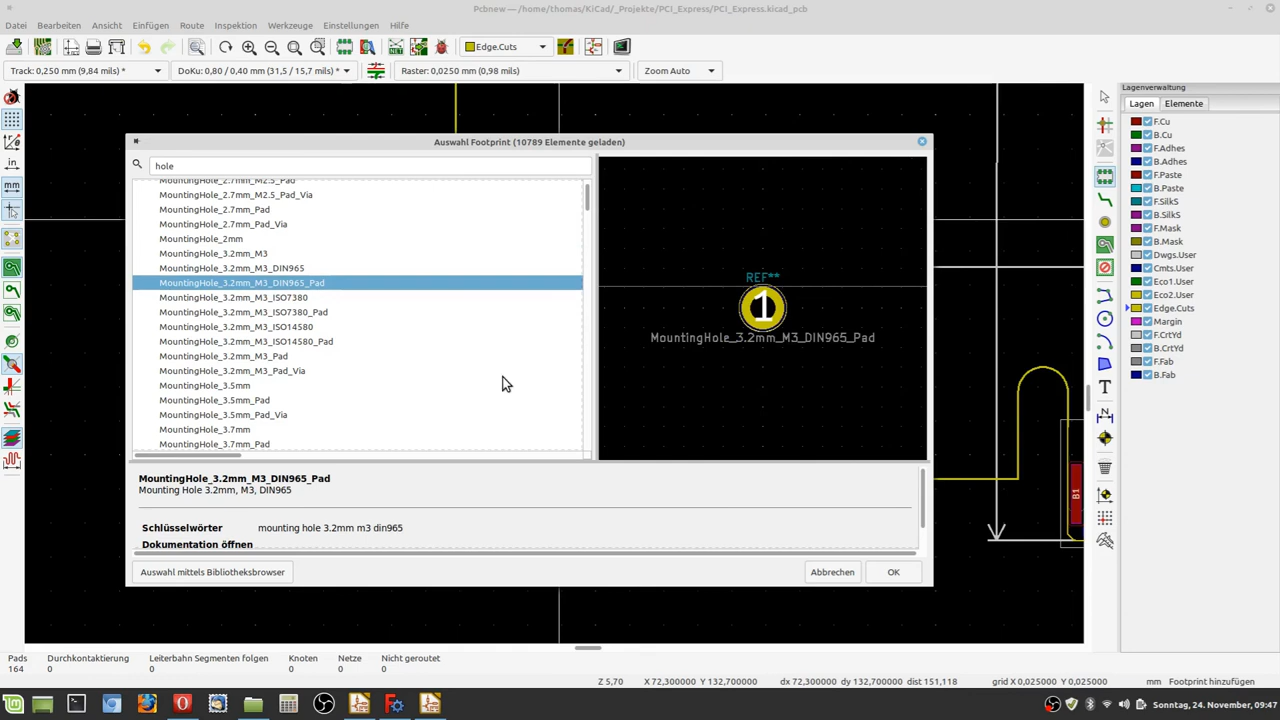 Pcbnew — /home/thomas/KiCad/_Projekte/PCI_Express/PCI_Express.kicad_pcb
Datei Bearbeiten Ansicht Einfügen Route Inspektion Werkzeuge Einstellungen Hilfe
Edge.Cuts
Track: 0,250 mm (9,84 mils) * DoKu: 0,80 / 0,40 mm (31,5 / 15,7 mils) * Raster: 0,0250 mm (0,98 mils) Zoom Auto
Lagenverwaltung
Lagen Elemente
F.Cu
B.Cu
F.Adhes
B.Adhes
F.Paste
B.Paste
F.SilkS
B.SilkS
F.Mask
B.Mask
Dwgs.User
Cmts.User
Eco1.User
Eco2.User
Edge.Cuts
Margin
F.CrtYd
B.CrtYd
F.Fab
B.Fab
in
mm
Auswahl Footprint (10789 Elemente geladen)
hole
MountingHole_2.7mm_M2.5_Pad
MountingHole_2.7mm_M2.5_Pad_Via
MountingHole_2.7mm_Pad
MountingHole_2.7mm_Pad_Via
MountingHole_2mm
MountingHole_3.2mm_M3
MountingHole_3.2mm_M3_DIN965
MountingHole_3.2mm_M3_DIN965_Pad
MountingHole_3.2mm_M3_ISO7380
MountingHole_3.2mm_M3_ISO7380_Pad
MountingHole_3.2mm_M3_ISO14580
MountingHole_3.2mm_M3_ISO14580_Pad
MountingHole_3.2mm_M3_Pad
MountingHole_3.2mm_M3_Pad_Via
MountingHole_3.5mm
MountingHole_3.5mm_Pad
MountingHole_3.5mm_Pad_Via
MountingHole_3.7mm
MountingHole_3.7mm_Pad
REF**
1
MountingHole_3.2mm_M3_DIN965_Pad
MountingHole_3.2mm_M3_DIN965_Pad
Mounting Hole 3.2mm, M3, DIN965
Schlüsselwörter mounting hole 3.2mm m3 din965
Dokumentation öffnen
Auswahl mittels Bibliotheksbrowser Abbrechen OK
B1
Pads Durchkontaktierung Leiterbahn Segmenten folgen Knoten Netze Nicht geroutet
164 0 0 0 0 0
Z 5,70 X 72,300000 Y 132,700000 dx 72,300000 dy 132,700000 dist 151,118 grid X 0,025000 Y 0,025000 mm Footprint hinzufügen
Sonntag, 24. November, 09:47